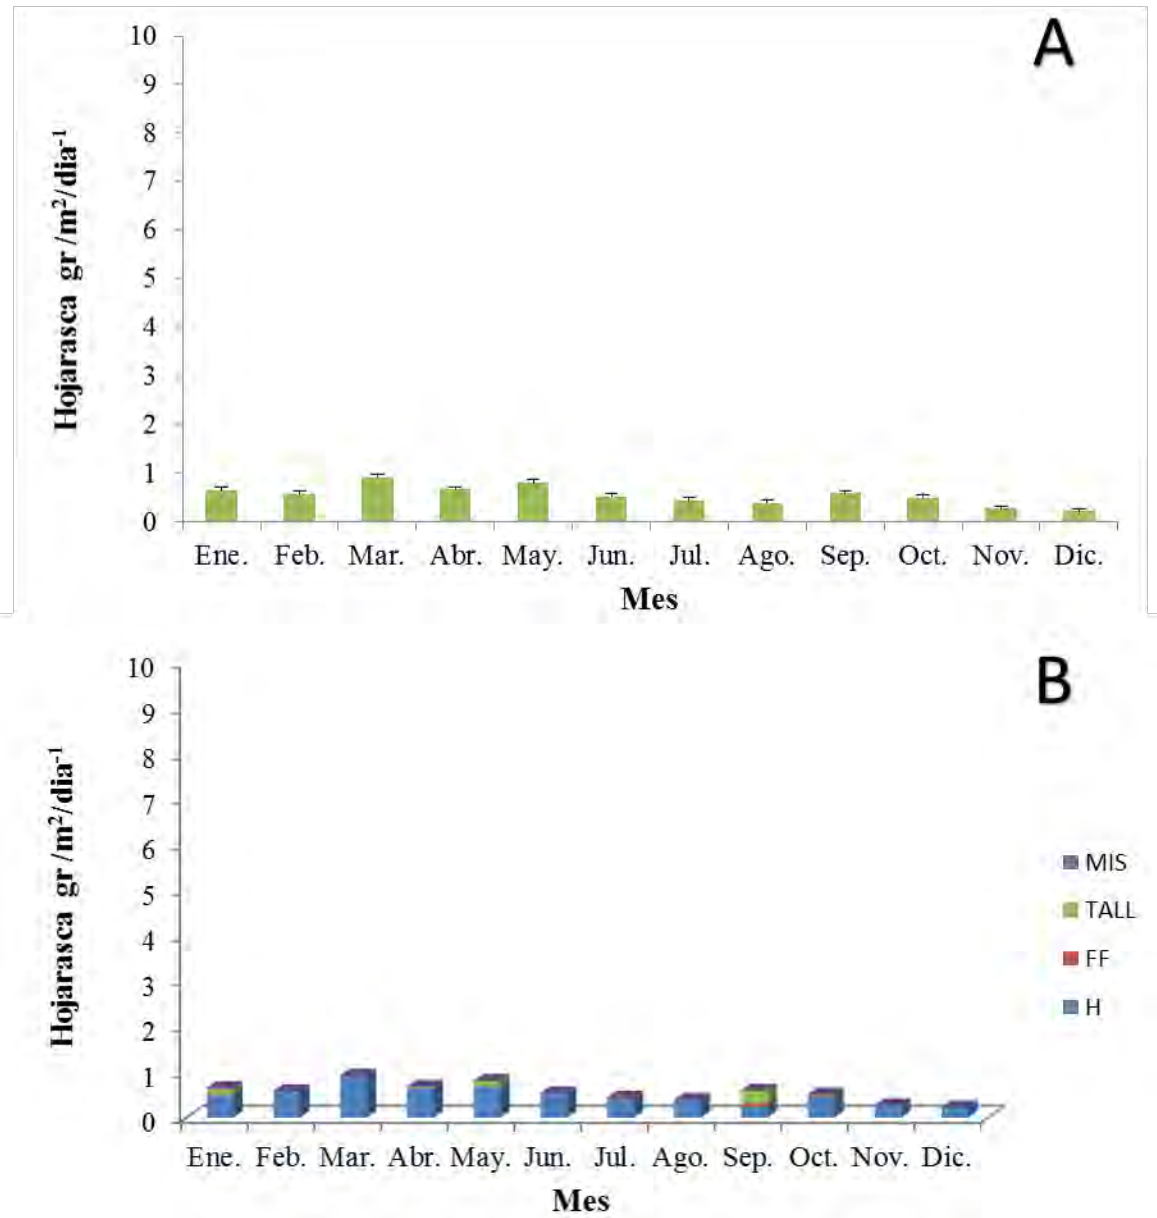 A
10
9
8
7
6
5
4
3
2
1
0
Hojarasca gr /m²/dia⁻¹
Ene. Feb. Mar. Abr. May. Jun. Jul. Ago. Sep. Oct. Nov. Dic.
Mes
B
10
9
8
7
6
5
4
3
2
1
0
Hojarasca gr /m²/dia⁻¹
MIS
TALL
FF
H
Ene. Feb. Mar. Abr. May. Jun. Jul. Ago. Sep. Oct. Nov. Dic.
Mes